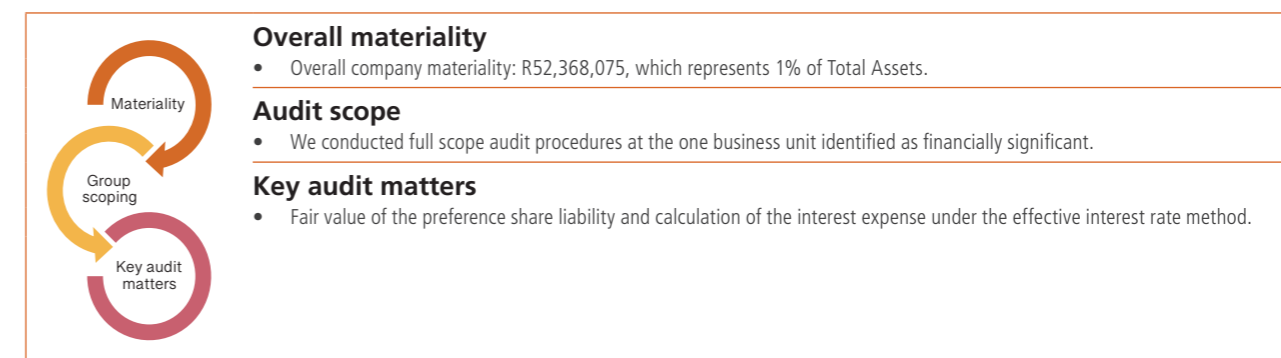 Overall materiality
• Overall company materiality: R52,368,075, which represents 1% of Total Assets.
Materiality
Audit scope
• We conducted full scope audit procedures at the one business unit identified as financially significant.
Group
scoping
Key audit matters
• Fair value of the preference share liability and calculation of the interest expense under the effective interest rate method.
Key audit
matters